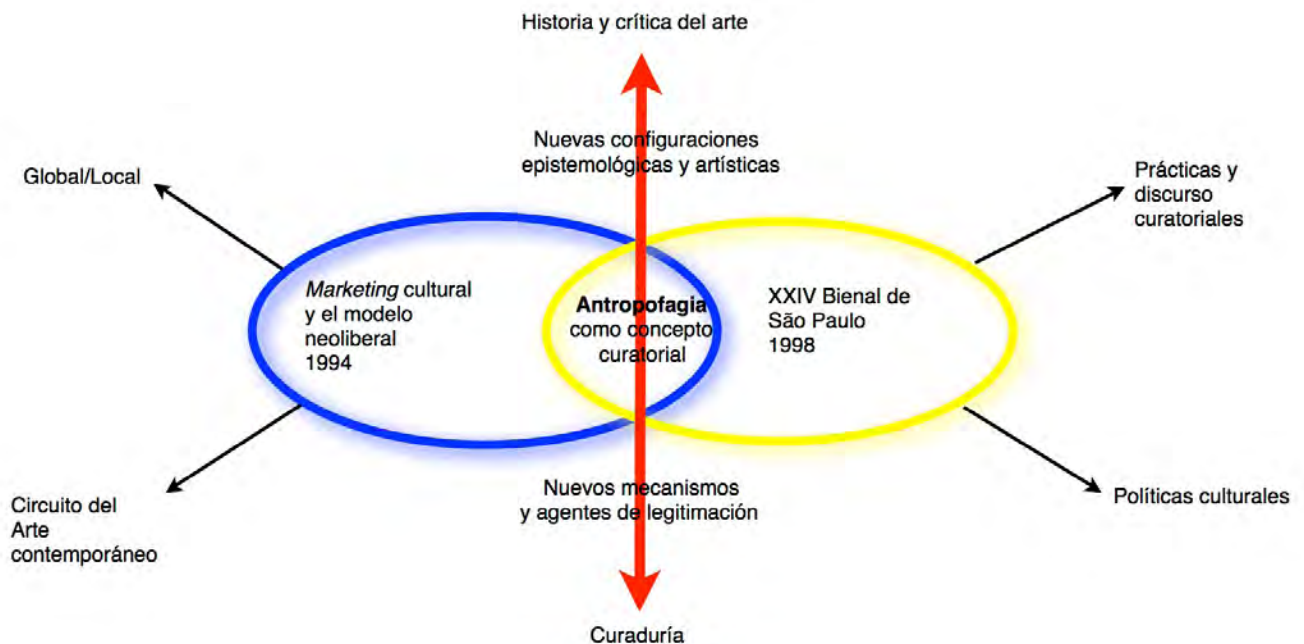 Historia y crítica del arte
Nuevas configuraciones
epistemológicas y artísticas
Global/Local
Prácticas y
discurso
curatoriales
Marketing cultural
y el modelo
neoliberal
1994
Antropofagia
como concepto
curatorial
XXIV Bienal de
São Paulo
1998
Nuevos mecanismos
y agentes de legitimación
Circuito del
Arte
contemporáneo
Políticas culturales
Curaduría